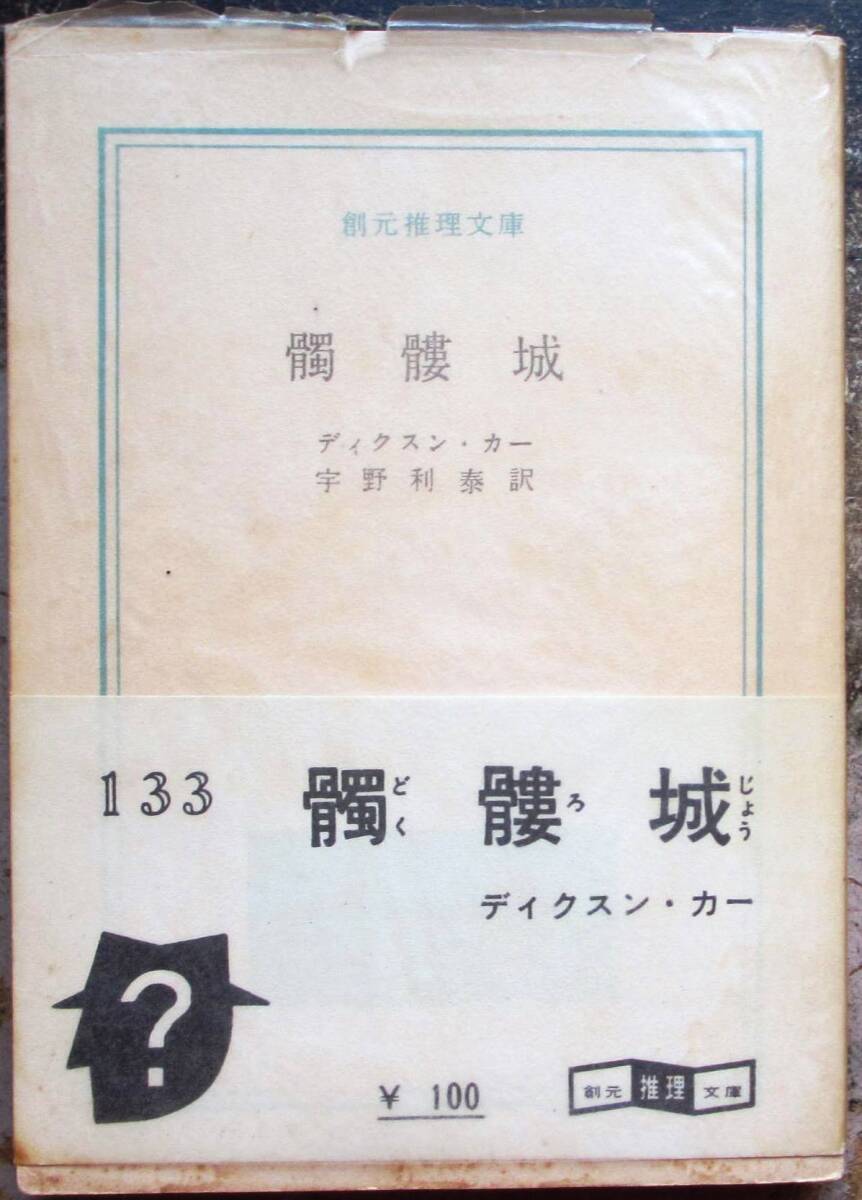 創元推理文庫
髑髏城
ディクスン・カー
宇野利泰訳
133 髑髏城
どく ろ じょう
ディクスン・カー
?
¥ 100
創元 推理 文庫